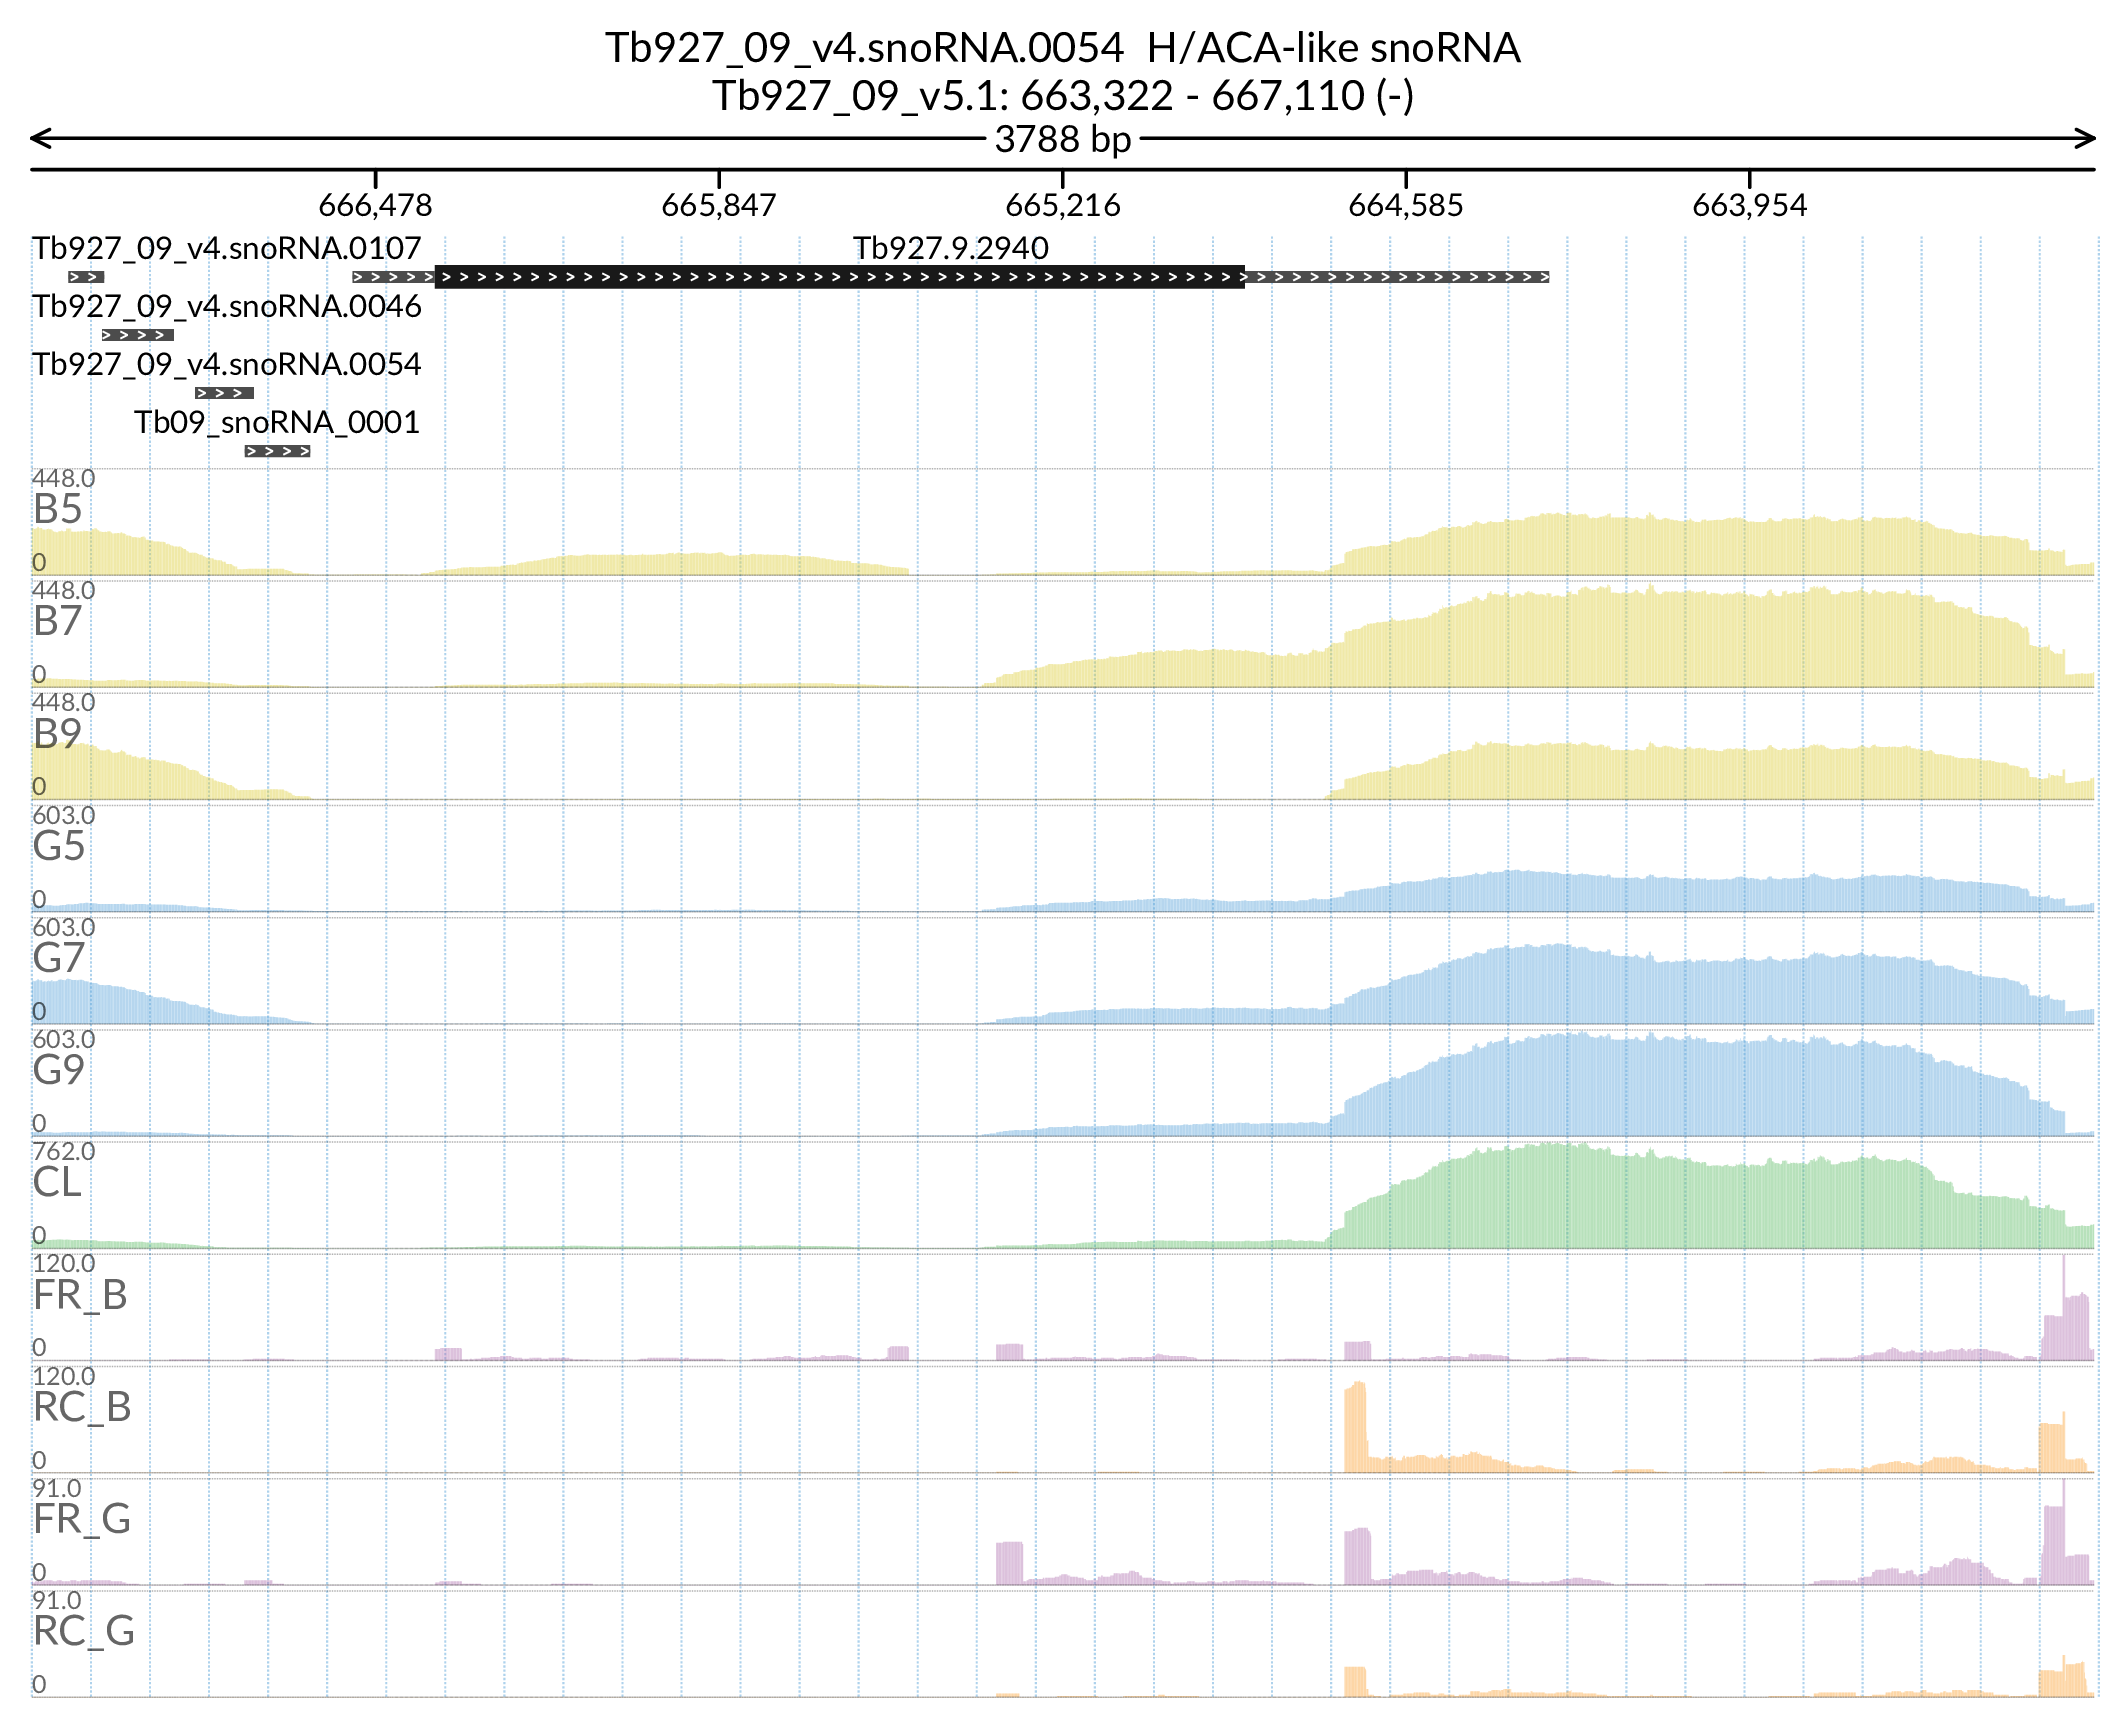 Tb927_09_v4.snoRNA.0054 H/ACA-like snoRNA
Tb927_09_v5.1: 663,322 - 667,110 (-)
3788 bp
666,478 665,847 665,216 664,585 663,954
Tb927_09_v4.snoRNA.0107 Tb927.9.2940
Tb927_09_v4.snoRNA.0046
Tb927_09_v4.snoRNA.0054
Tb09_snoRNA_0001
448.0
B5
0
448.0
B7
0
448.0
B9
0
603.0
G5
0
603.0
G7
0
603.0
G9
0
762.0
CL
0
120.0
FR_B
0
120.0
RC_B
0
91.0
FR_G
0
91.0
RC_G
0